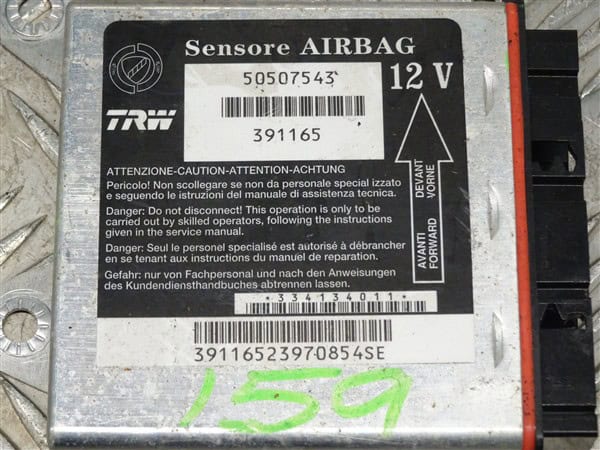 Sensore AIRBAG
50507543
12 V
391165
TRW
ATTENZIONE-CAUTION-ATTENTION-ACHTUNG
Pericolo! Non scollegare se non da personale special izzato
e seguendo le istruzioni del manuale di assistenza tecnica.
Danger: Do not disconnect! This operation is only to be
carried out by skilled operators, following the instructions
given in the service manual.
Danger: Seul le personel spécialisé est autorisé à débrancher
en se tenant aux instructions du manuel de reparation.
Gefahr: nur von Fachpersonal und nach den Anweisungen
des Kundendiensthandbuches abtrennen lassen.
AVANTI DEVANT
FORWARD VORNE
*334134011*
39116523970854SE
159